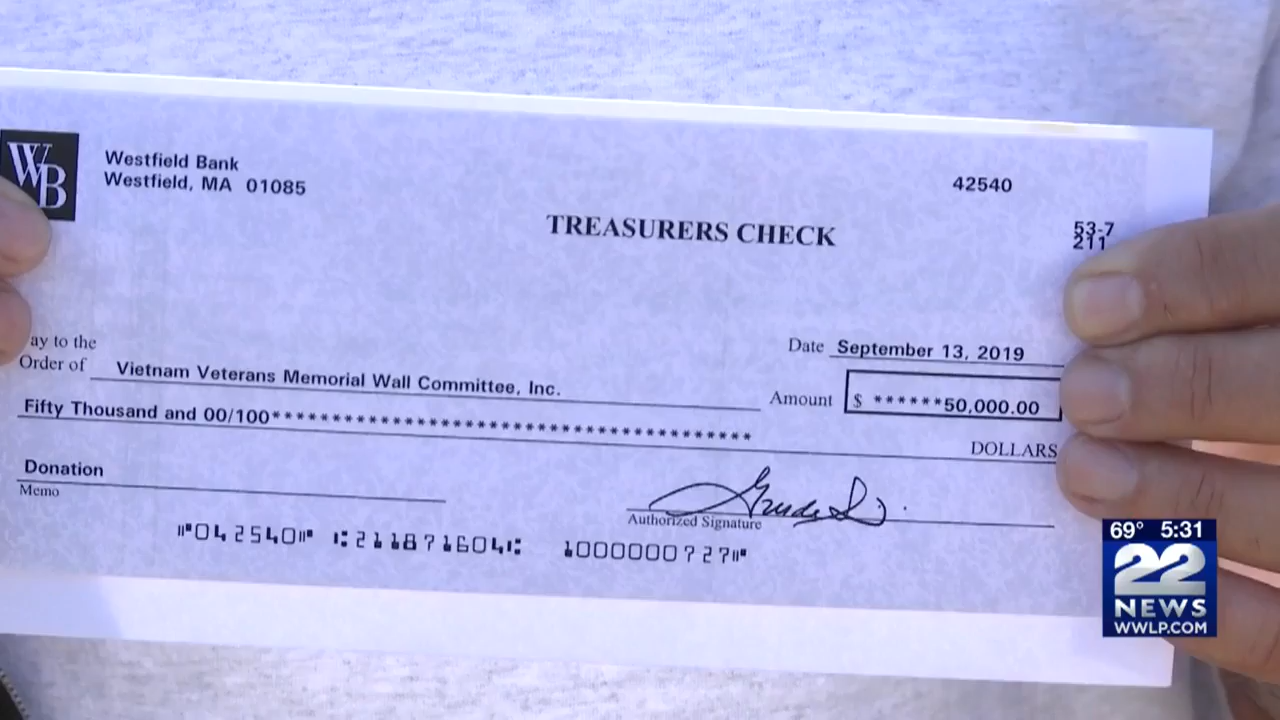 WB
Westfield Bank
Westfield, MA 01085
42540
53-7
211
TREASURERS CHECK
ay to the
Order of Vietnam Veterans Memorial Wall Committee, Inc.
Date September 13, 2019
Amount $ ******50,000.00
Fifty Thousand and 00/100****************************************
DOLLARS
Donation
Memo
Authorized Signature
⑈042540⑈ ⑆211871604⑆ 1000000727⑈
69° 5:31
22
NEWS
WWLP.COM